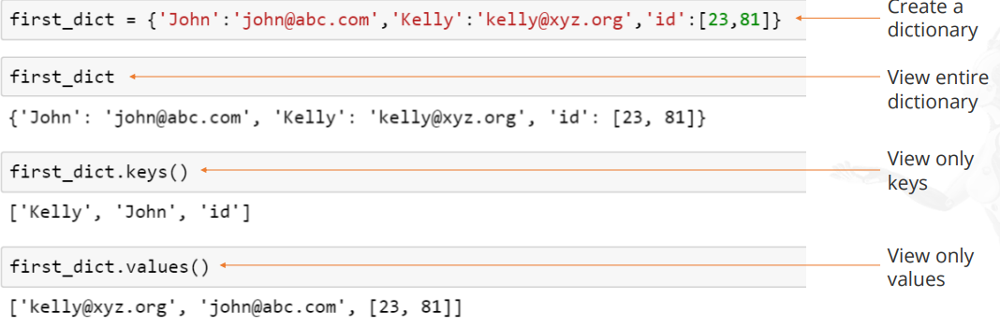 first_dict = {'John':'john@abc.com','Kelly':'kelly@xyz.org','id':[23,81]}
Create a
dictionary
first_dict
View entire
dictionary
{'John': 'john@abc.com', 'Kelly': 'kelly@xyz.org', 'id': [23, 81]}
first_dict.keys()
View only
keys
['Kelly', 'John', 'id']
first_dict.values()
View only
values
['kelly@xyz.org', 'john@abc.com', [23, 81]]